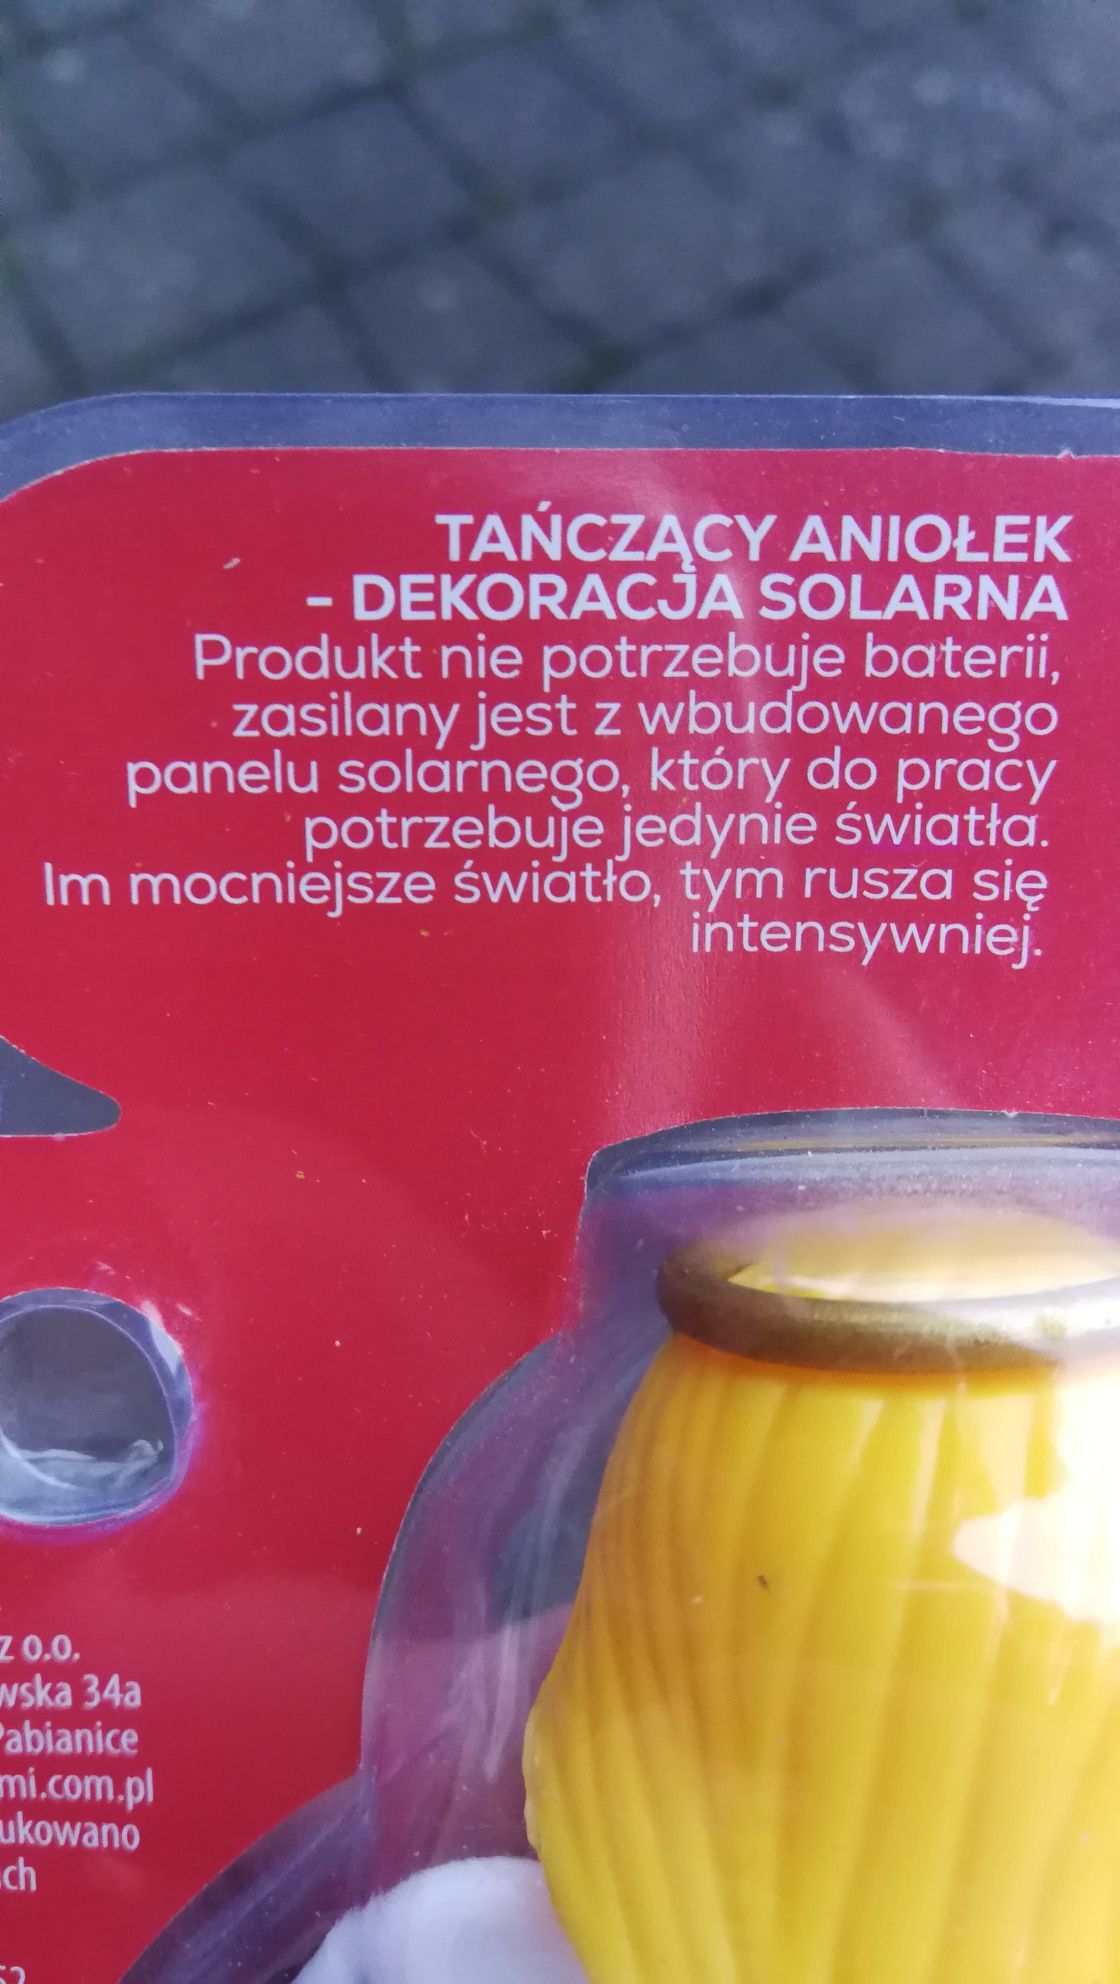 TAŃCZĄCY ANIOŁEK
- DEKORACJA SOLARNA
Produkt nie potrzebuje baterii,
zasilany jest z wbudowanego
panelu solarnego, który do pracy
potrzebuje jedynie światła.
Im mocniejsze światło, tym rusza się
intensywniej.
z o.o.
wska 34a
Pabianice
mi.com.pl
ukowano
ch